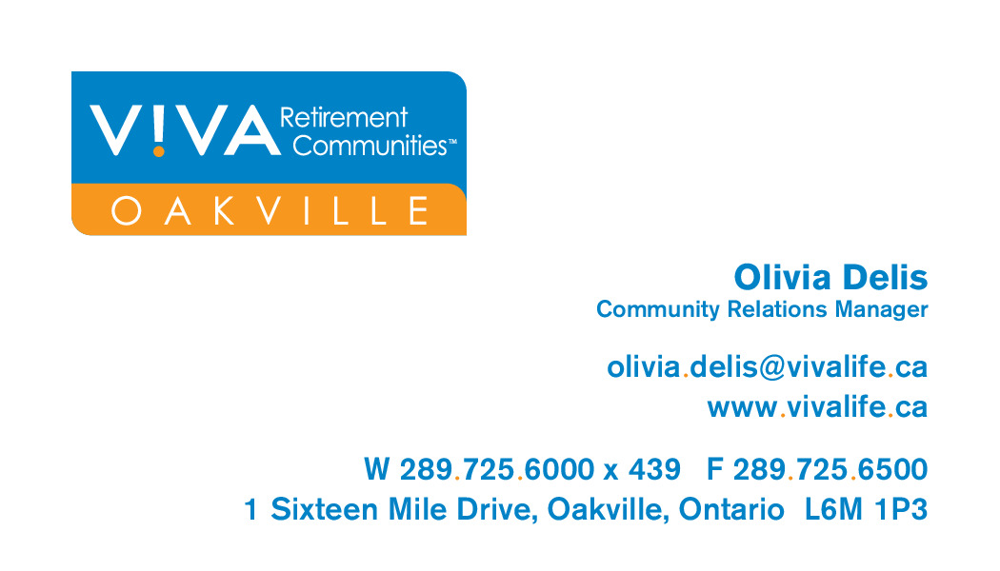 V!VA Retirement
Communities™
OAKVILLE
Olivia Delis
Community Relations Manager
olivia.delis@vivalife.ca
www.vivalife.ca
W 289.725.6000 x 439 F 289.725.6500
1 Sixteen Mile Drive, Oakville, Ontario L6M 1P3